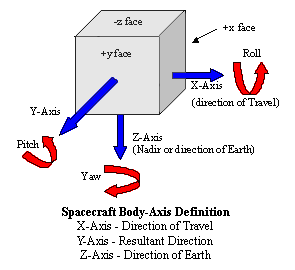 -z face
+x face
+y face
Roll
X-Axis
(direction of Travel)
Y-Axis
Z-Axis
(Nadir or direction of Earth)
Pitch
Yaw
Spacecraft Body-Axis Definition
X-Axis - Direction of Travel
Y-Axis - Resultant Direction
Z-Axis - Direction of Earth